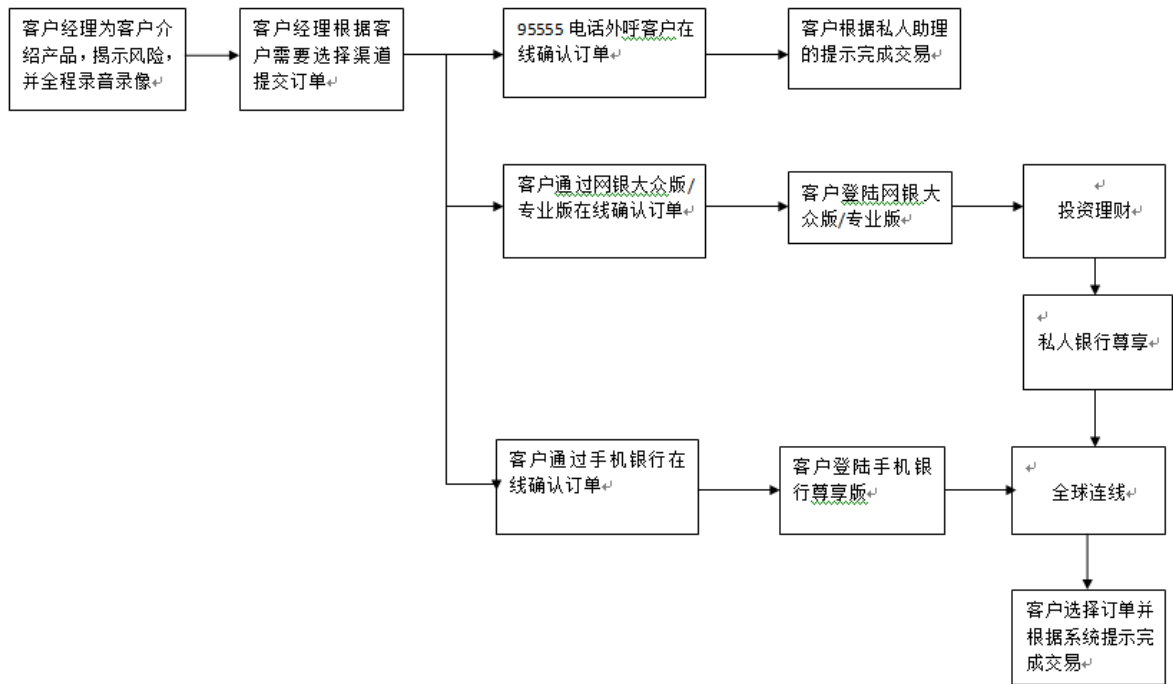 客户经理为客户介
绍产品，揭示风险，
并全程录音录像
客户经理根据客
户需要选择渠道
提交订单
95555 电话外呼客户在
线确认订单
客户根据私人助理
的提示完成交易
客户通过网银大众版/
专业版在线确认订单
客户登陆网银大
众版/专业版
投资理财
私人银行尊享
客户通过手机银行在
线确认订单
客户登陆手机银
行尊享版
全球连线
客户选择订单并
根据系统提示完
成交易